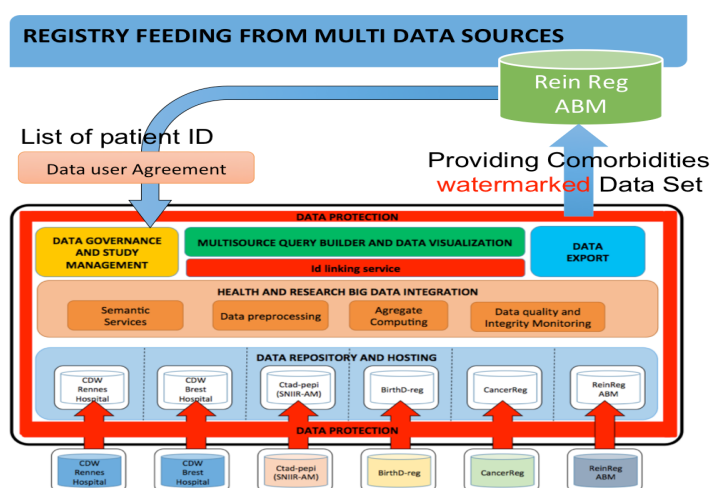 REGISTRY FEEDING FROM MULTI DATA SOURCES
Rein Reg
ABM
List of patient ID
Data user Agreement
Providing Comorbidities
watermarked Data Set
DATA PROTECTION
DATA GOVERNANCE
AND STUDY
MANAGEMENT
MULTISOURCE QUERY BUILDER AND DATA VISUALIZATION
Id linking service
DATA
EXPORT
HEALTH AND RESEARCH BIG DATA INTEGRATION
Semantic
Services
Data preprocessing
Agregate
Computing
Data quality and
Integrity Monitoring
DATA REPOSITORY AND HOSTING
CDW
Rennes
Hospital
CDW
Brest
Hospital
Ctad-pepi
(SNIIR-AM)
BirthD-reg
CancerReg
ReinReg
ABM
DATA PROTECTION
CDW
Rennes
Hospital
CDW
Brest
Hospital
Ctad-pepi
(SNIIR-AM)
BirthD-reg
CancerReg
ReinReg
ABM